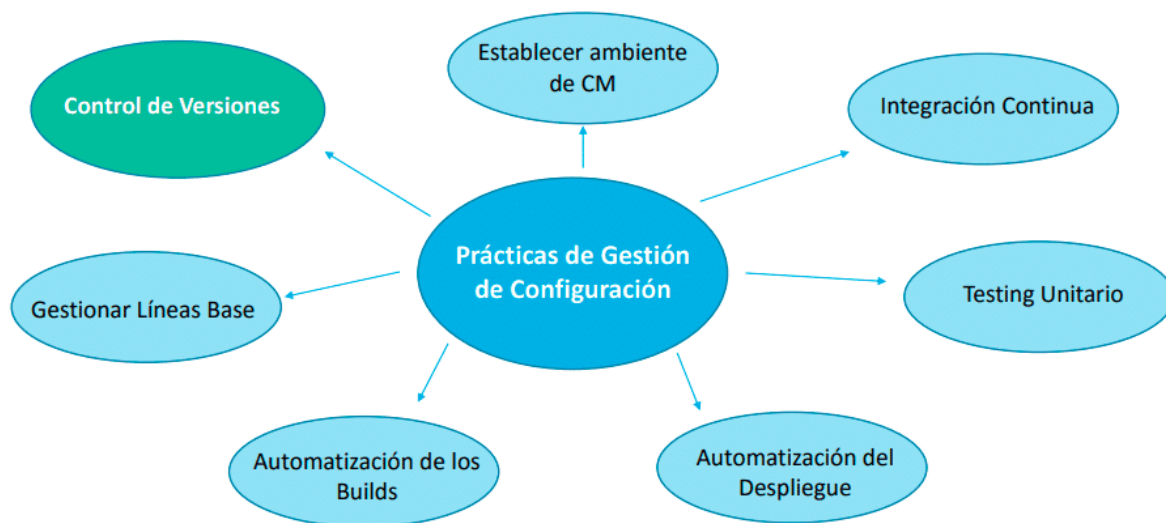 Establecer ambiente
de CM
Control de Versiones
Integración Continua
Prácticas de Gestión
de Configuración
Gestionar Líneas Base
Testing Unitario
Automatización de los
Builds
Automatización del
Despliegue